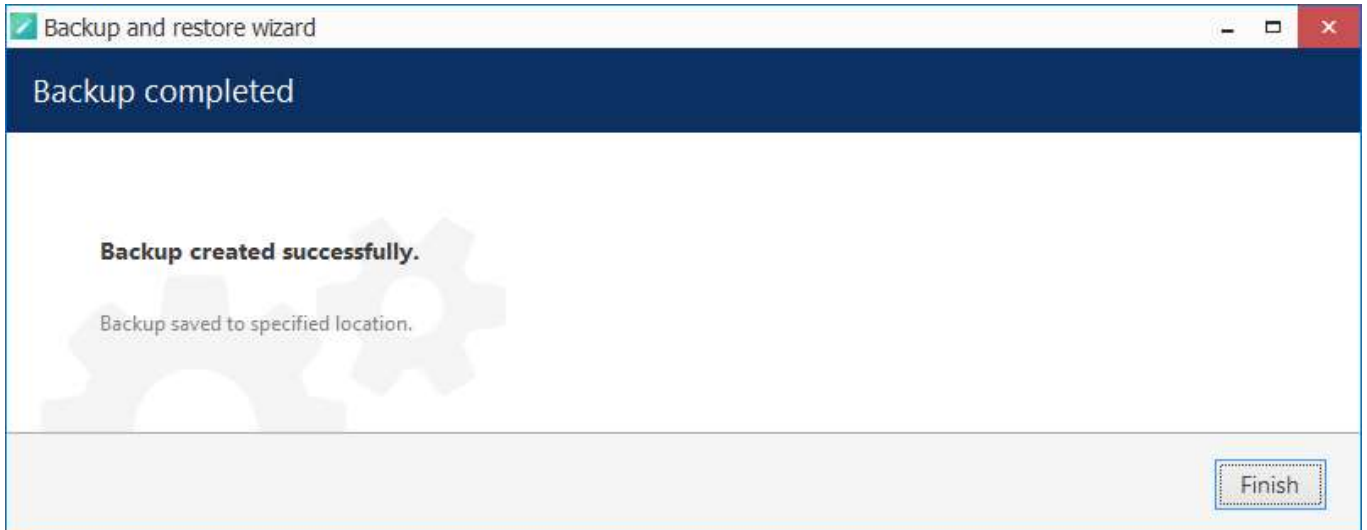 Backup and restore wizard
Backup completed
Backup created successfully.
Backup saved to specified location.
Finish